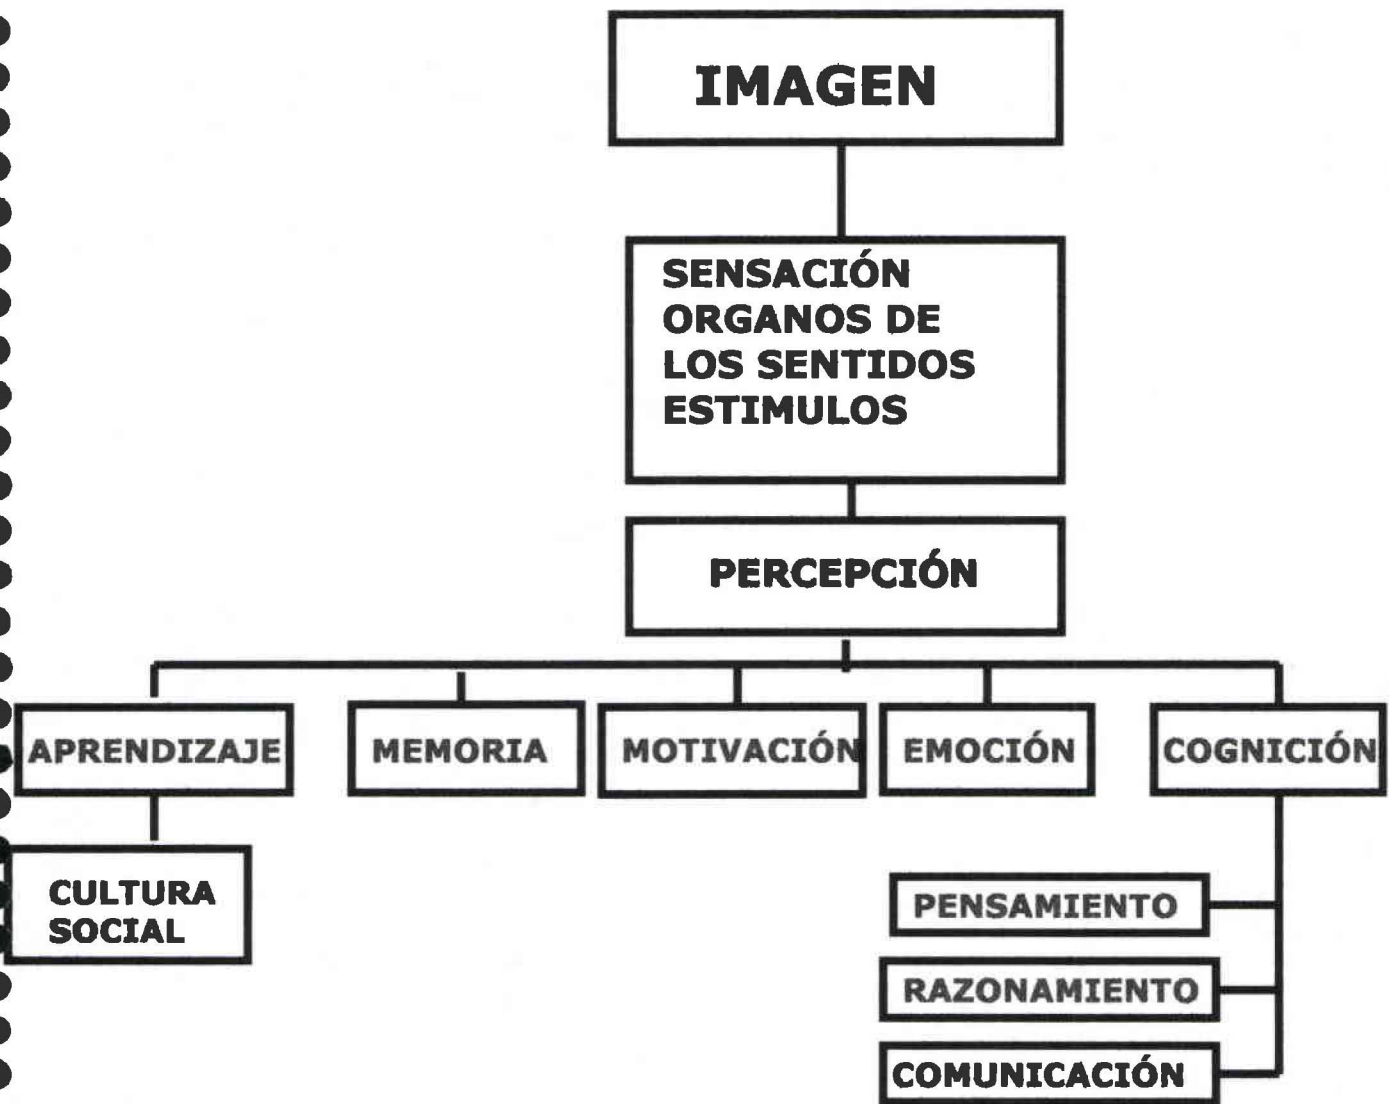 IMAGEN
SENSACIÓN
ORGANOS DE
LOS SENTIDOS
ESTIMULOS
PERCEPCIÓN
APRENDIZAJE
MEMORIA
MOTIVACIÓN
EMOCIÓN
COGNICIÓN
CULTURA
SOCIAL
PENSAMIENTO
RAZONAMIENTO
COMUNICACIÓN